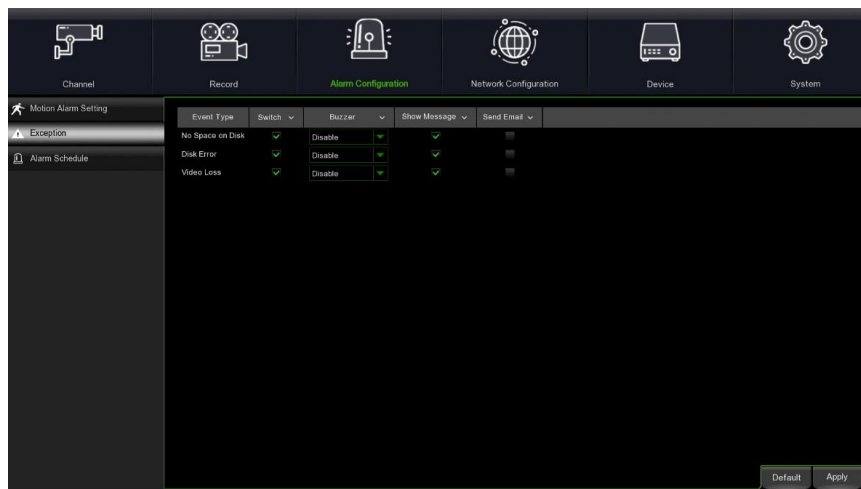 Channel Record Alarm Configuration Network Configuration Device System
Motion Alarm Setting
Exception
Alarm Schedule
Event Type Switch Buzzer Show Message Send Email
No Space on Disk Disable
Disk Error Disable
Video Loss Disable
Default Apply